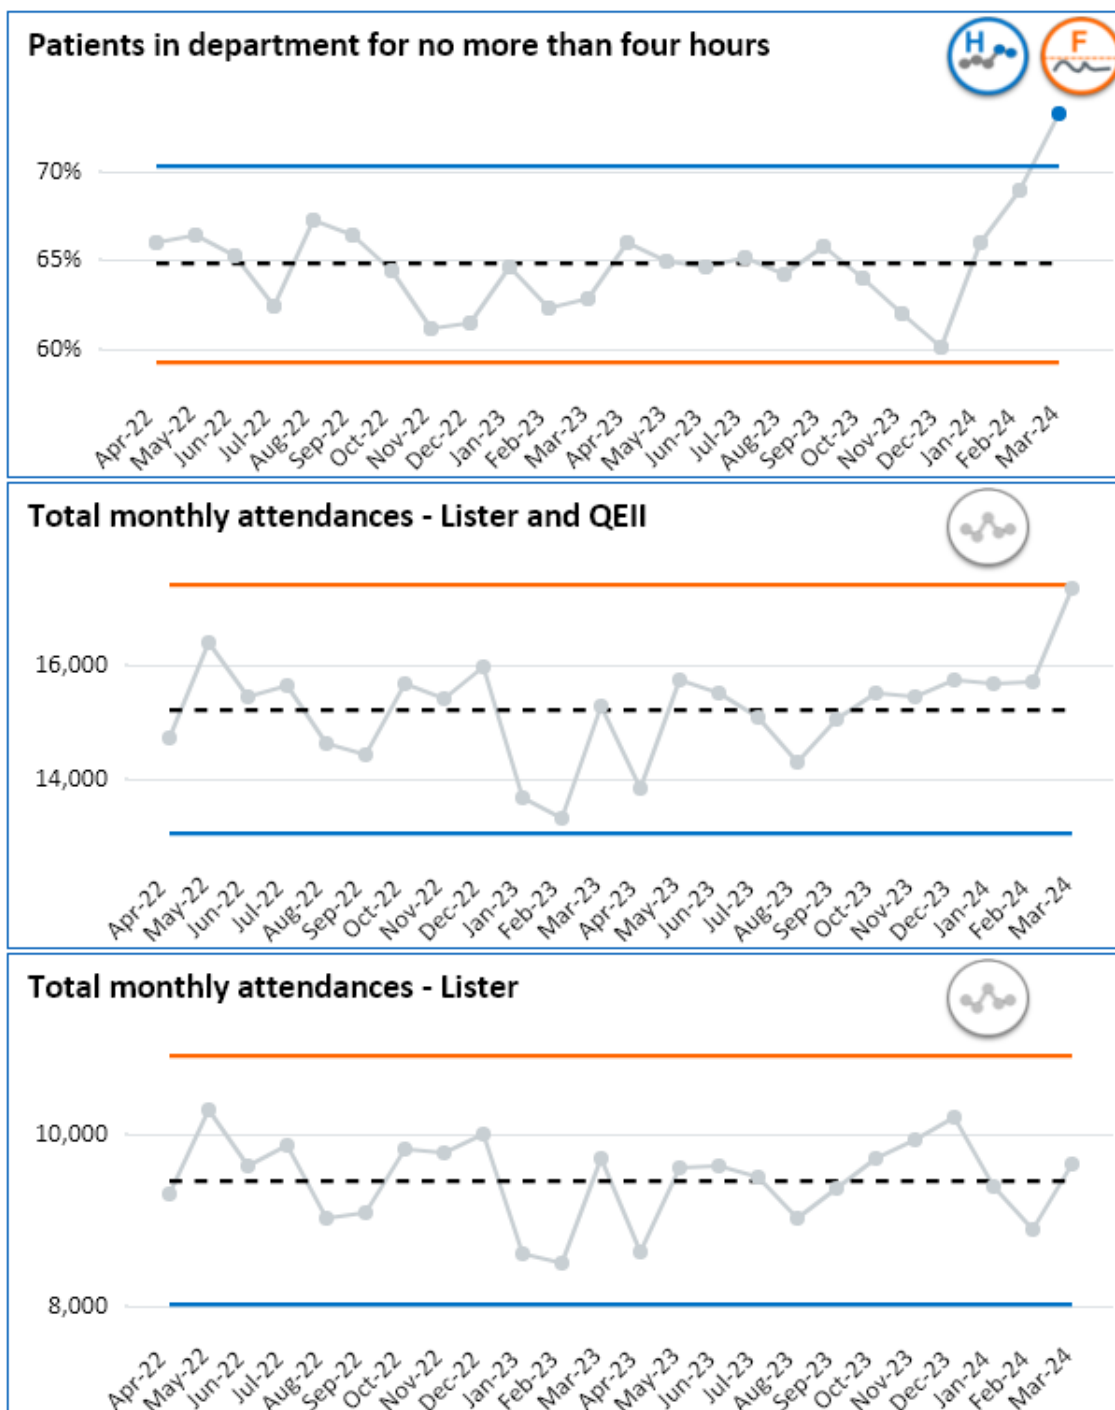 Patients in department for no more than four hours
H
F
70%
65%
60%
Apr-22 May-22 Jun-22 Jul-22 Aug-22 Sep-22 Oct-22 Nov-22 Dec-22 Jan-23 Feb-23 Mar-23 Apr-23 May-23 Jun-23 Jul-23 Aug-23 Sep-23 Oct-23 Nov-23 Dec-23 Jan-24 Feb-24 Mar-24
Total monthly attendances - Lister and QEII
16,000
14,000
Apr-22 May-22 Jun-22 Jul-22 Aug-22 Sep-22 Oct-22 Nov-22 Dec-22 Jan-23 Feb-23 Mar-23 Apr-23 May-23 Jun-23 Jul-23 Aug-23 Sep-23 Oct-23 Nov-23 Dec-23 Jan-24 Feb-24 Mar-24
Total monthly attendances - Lister
10,000
8,000
Apr-22 May-22 Jun-22 Jul-22 Aug-22 Sep-22 Oct-22 Nov-22 Dec-22 Jan-23 Feb-23 Mar-23 Apr-23 May-23 Jun-23 Jul-23 Aug-23 Sep-23 Oct-23 Nov-23 Dec-23 Jan-24 Feb-24 Mar-24